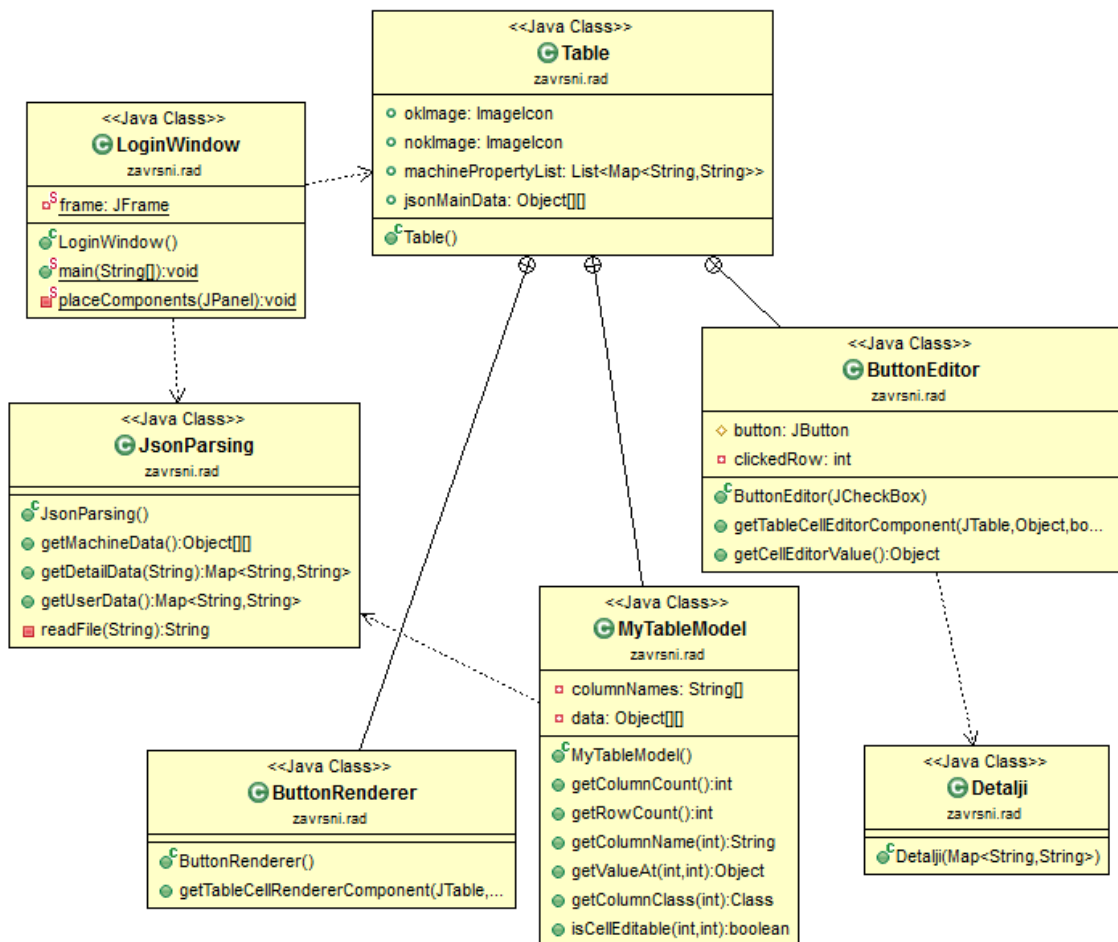 <<Java Class>>
Table
zavrsni.rad
okImage: ImageIcon
nokImage: ImageIcon
machinePropertyList: List<Map<String,String>>
jsonMainData: Object[][]
Table()
<<Java Class>>
LoginWindow
zavrsni.rad
frame: JFrame
LoginWindow()
main(String[]):void
placeComponents(JPanel):void
<<Java Class>>
ButtonEditor
zavrsni.rad
button: JButton
clickedRow: int
ButtonEditor(JCheckBox)
getTableCellEditorComponent(JTable,Object,bo...
getCellEditorValue():Object
<<Java Class>>
JsonParsing
zavrsni.rad
JsonParsing()
getMachineData():Object[][]
getDetailData(String):Map<String,String>
getUserData():Map<String,String>
readFile(String):String
<<Java Class>>
MyTableModel
zavrsni.rad
columnNames: String[]
data: Object[][]
MyTableModel()
getColumnCount():int
getRowCount():int
getColumnName(int):String
getValueAt(int,int):Object
getColumnClass(int):Class
isCellEditable(int,int):boolean
<<Java Class>>
ButtonRenderer
zavrsni.rad
ButtonRenderer()
getTableCellRendererComponent(JTable,...
<<Java Class>>
Detalji
zavrsni.rad
Detalji(Map<String,String>)